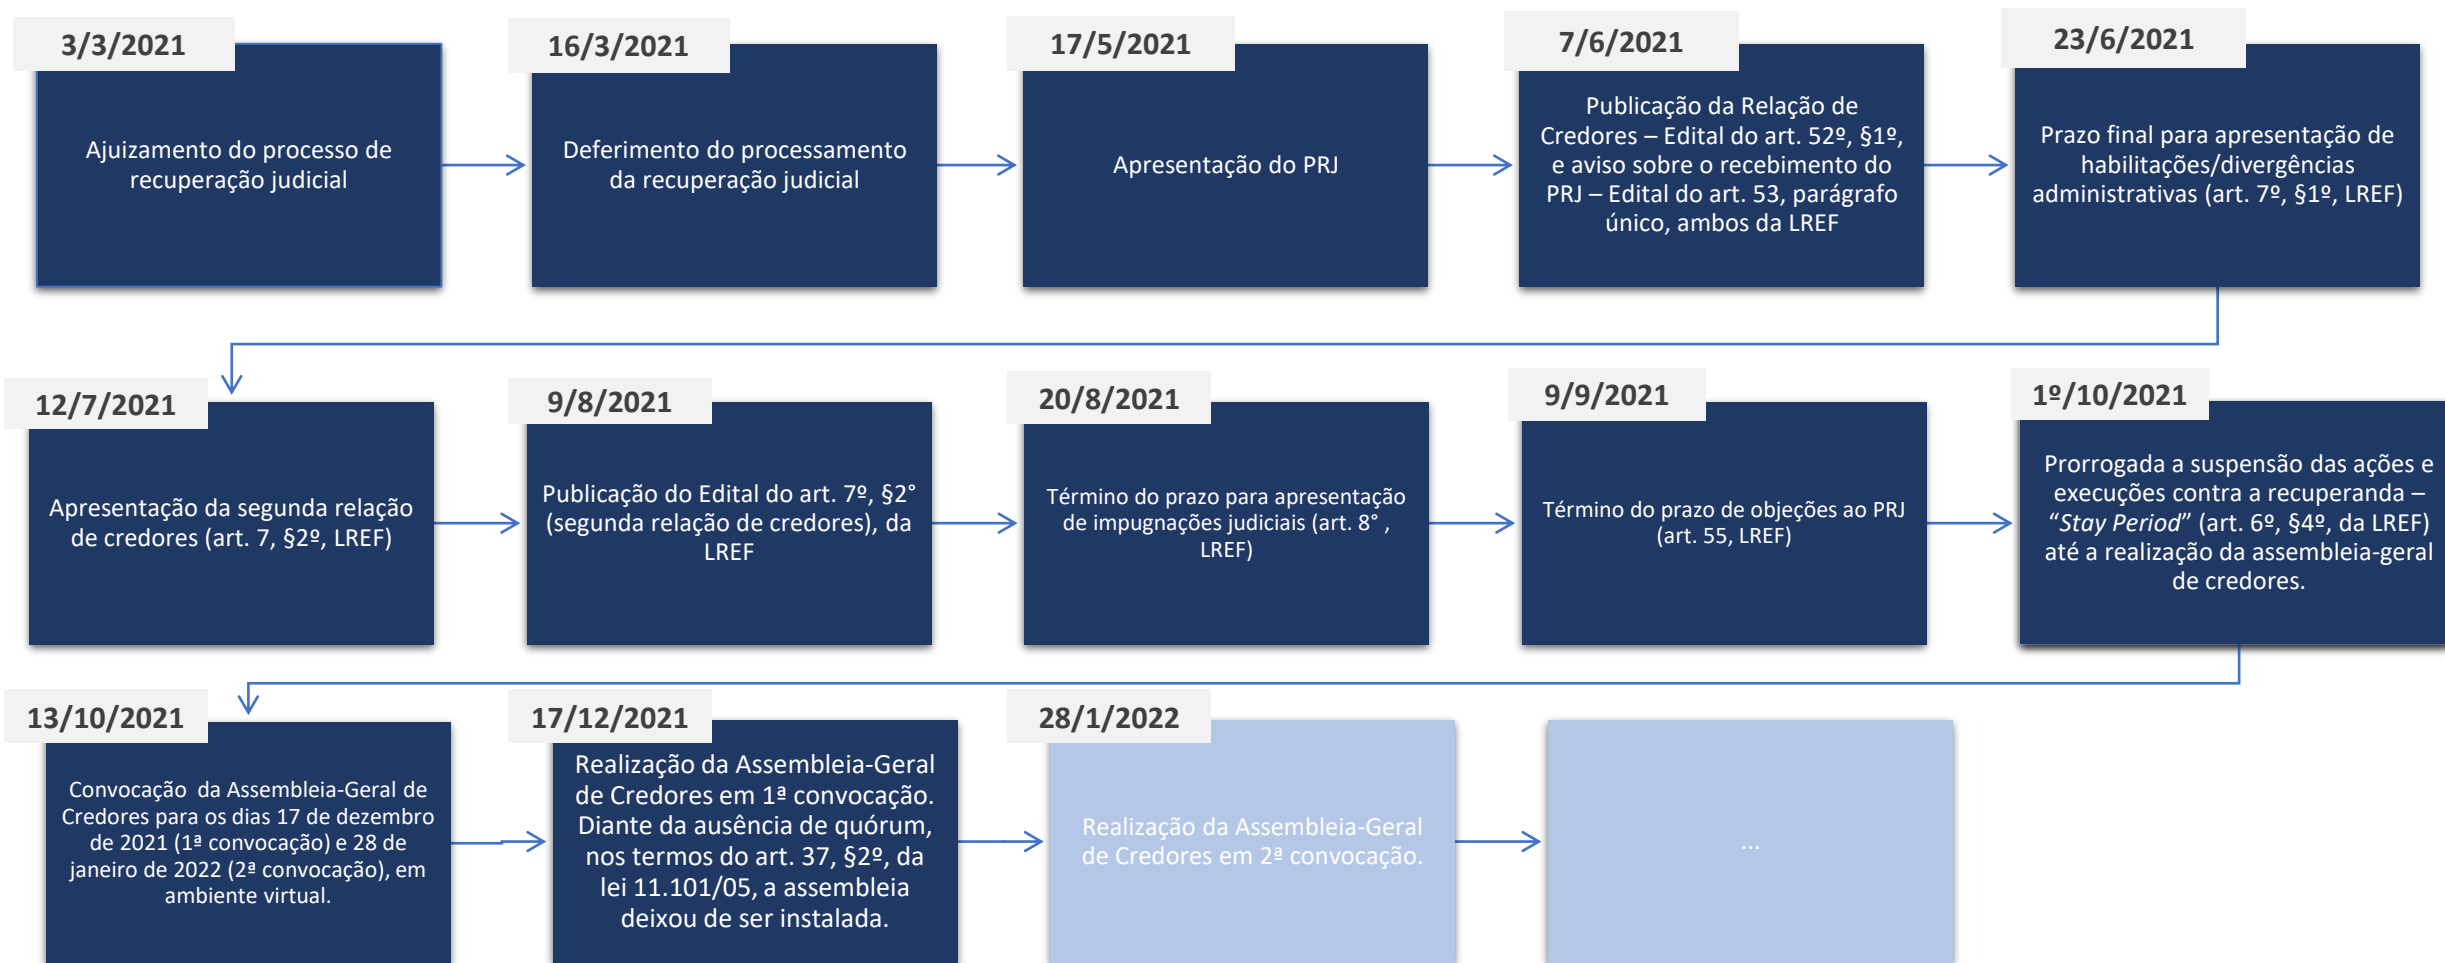 3/3/2021
Ajuizamento do processo de
recuperação judicial
16/3/2021
Deferimento do processamento
da recuperação judicial
17/5/2021
Apresentação do PRJ
7/6/2021
Publicação da Relação de
Credores – Edital do art. 52º, §1º,
e aviso sobre o recebimento do
PRJ – Edital do art. 53, parágrafo
único, ambos da LREF
23/6/2021
Prazo final para apresentação de
habilitações/divergências
administrativas (art. 7º, §1º, LREF)
12/7/2021
Apresentação da segunda relação
de credores (art. 7, §2º, LREF)
9/8/2021
Publicação do Edital do art. 7º, §2°
(segunda relação de credores), da
LREF
20/8/2021
Término do prazo para apresentação
de impugnações judiciais (art. 8° ,
LREF)
9/9/2021
Término do prazo de objeções ao PRJ
(art. 55, LREF)
1º/10/2021
Prorrogada a suspensão das ações e
execuções contra a recuperanda –
“Stay Period” (art. 6º, §4º, da LREF)
até a realização da assembleia-geral
de credores.
13/10/2021
Convocação  da Assembleia-Geral de
Credores para os dias 17 de dezembro
de 2021 (1ª convocação) e 28 de
janeiro de 2022 (2ª convocação), em
ambiente virtual.
17/12/2021
Realização da Assembleia-Geral
de Credores em 1ª convocação.
Diante da ausência de quórum,
nos termos do art. 37, §2º, da
lei 11.101/05, a assembleia
deixou de ser instalada.
28/1/2022
Realização da Assembleia-Geral
de Credores em 2ª convocação.
...